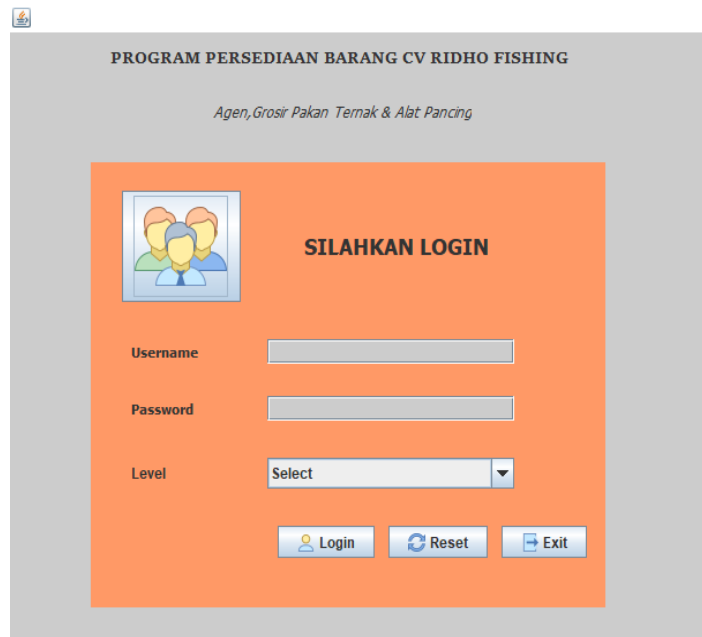 PROGRAM PERSEDIAAN BARANG CV RIDHO FISHING
Agen,Grosir Pakan Ternak & Alat Pancing
SILAHKAN LOGIN
Username
Password
Level Select
Login Reset Exit